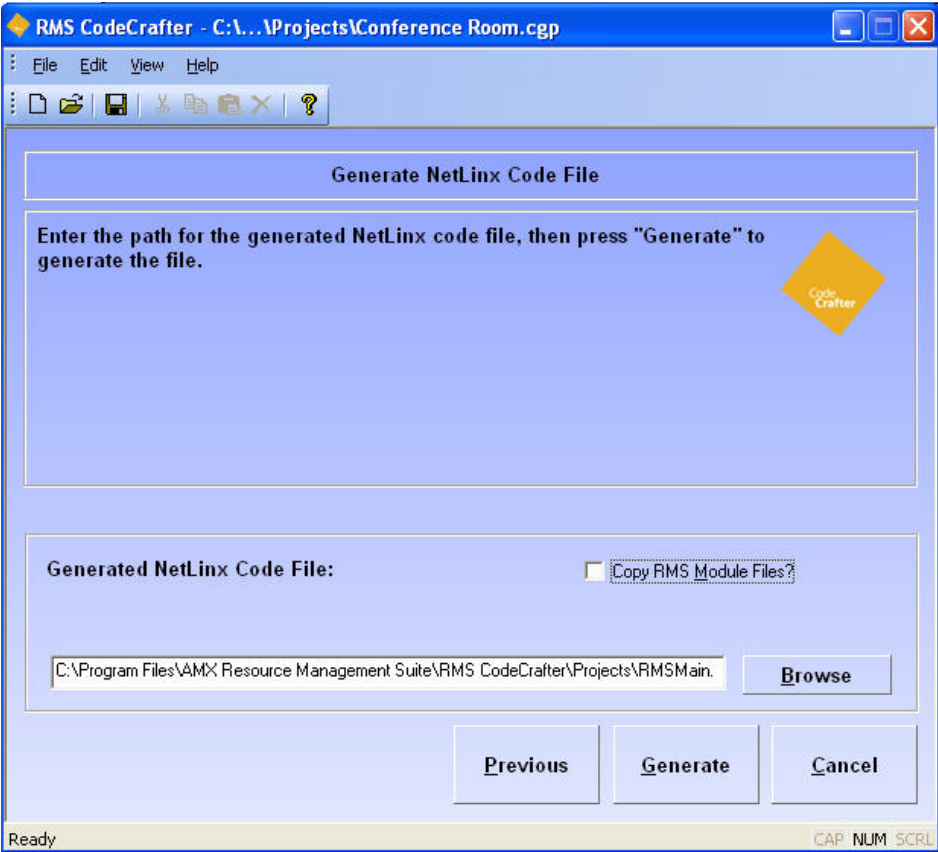 RMS CodeCrafter - C:\...\Projects\Conference Room.cgp
File Edit View Help
Generate NetLinx Code File
Enter the path for the generated NetLinx code file, then press "Generate" to
generate the file.
Code
Crafter
Generated NetLinx Code File:
Copy RMS Module Files?
C:\Program Files\AMX Resource Management Suite\RMS CodeCrafter\Projects\RMSMain.
Browse
Previous Generate Cancel
Ready CAP NUM SCRL